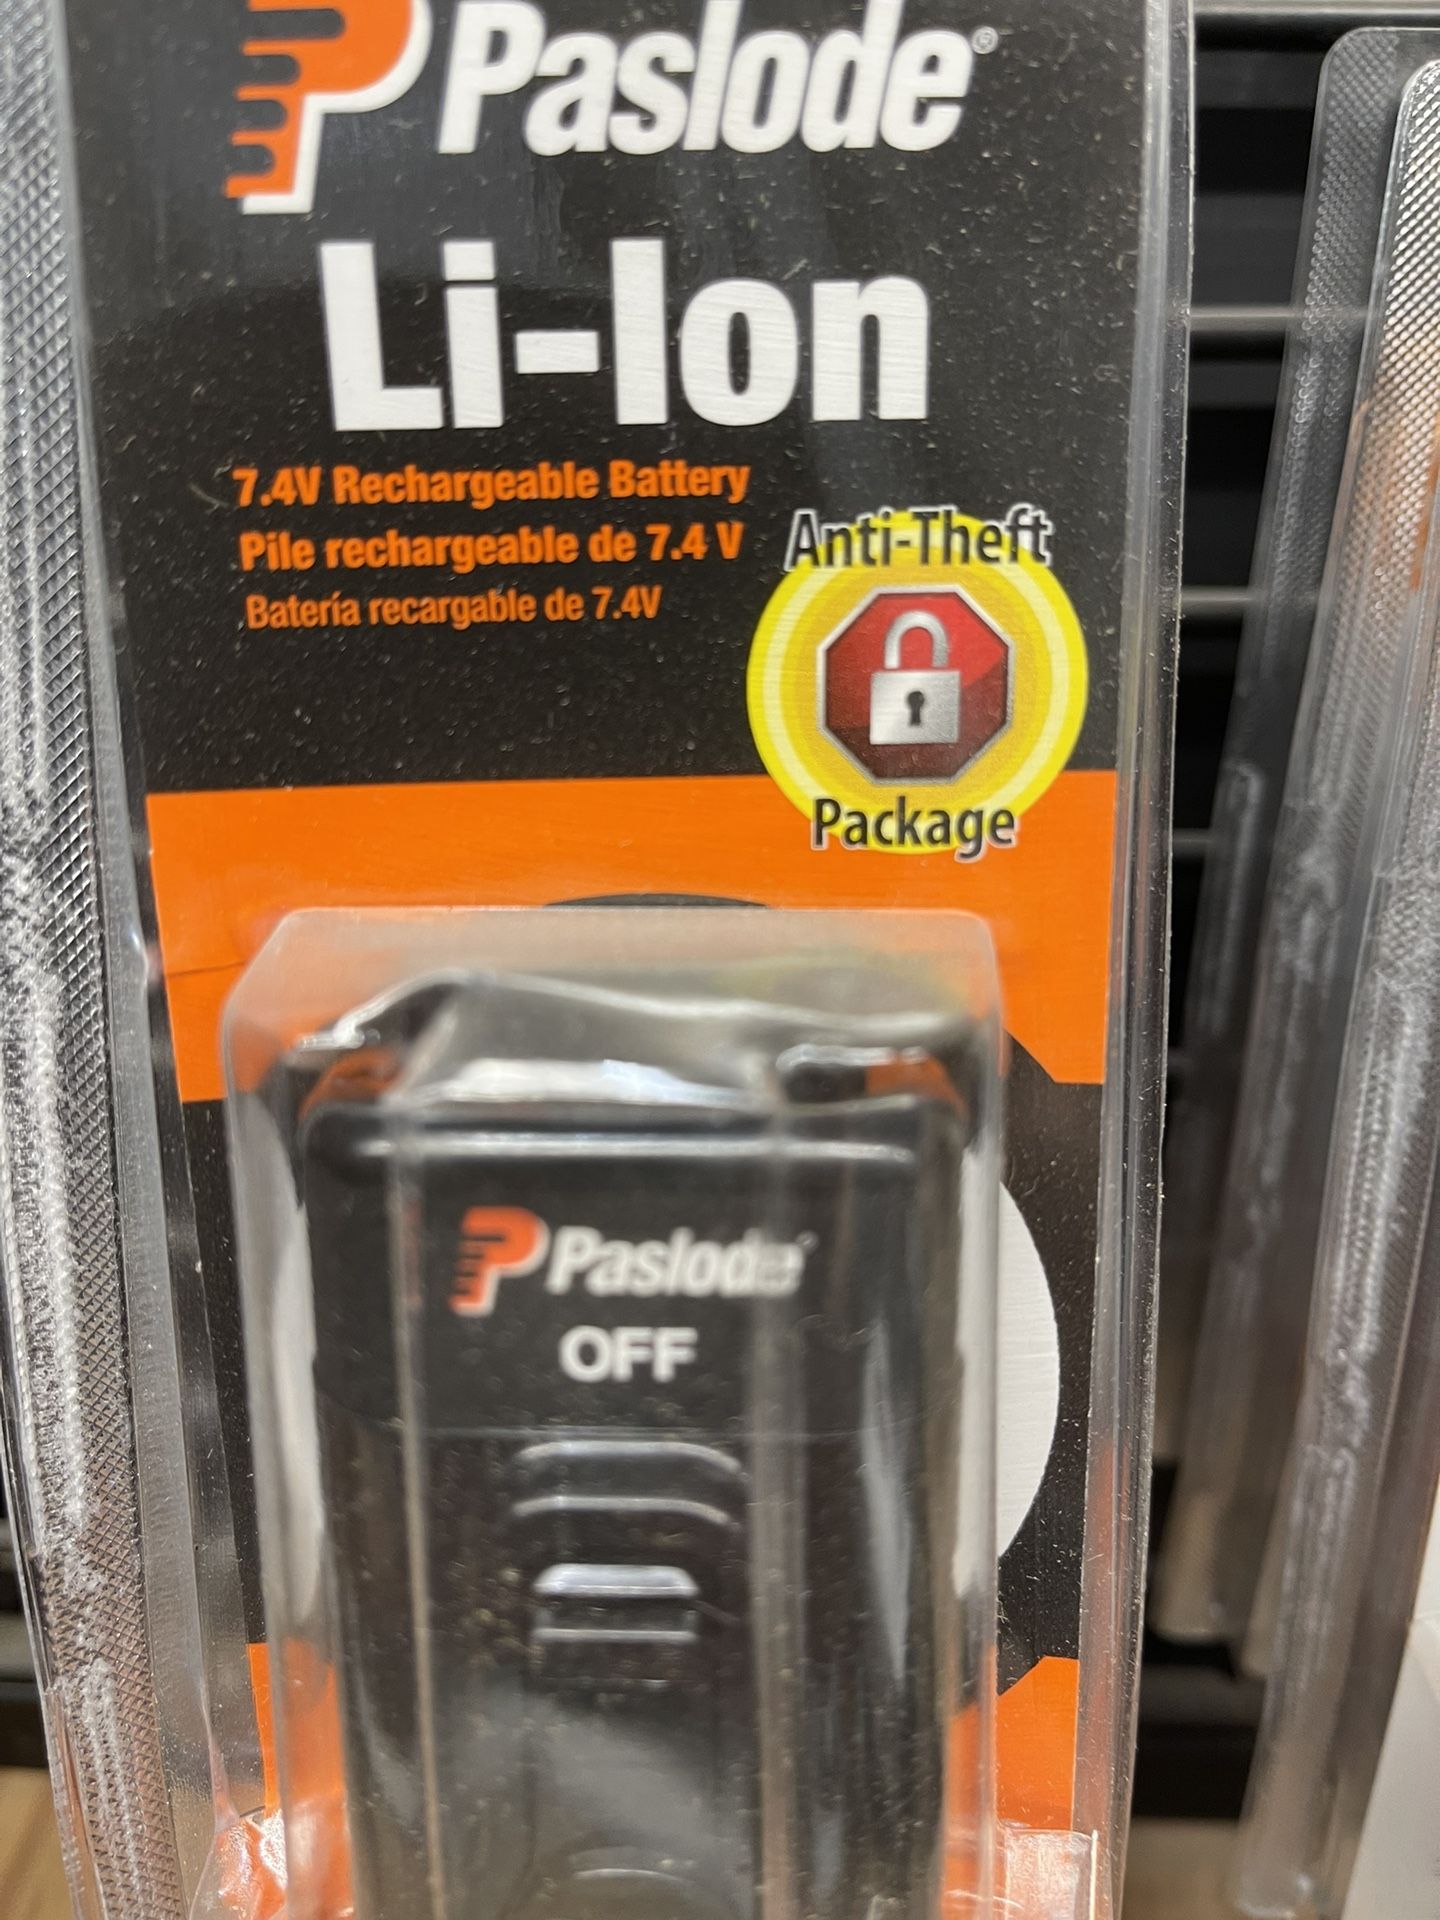 Paslode®
Li-Ion
7.4V Rechargeable Battery
Pile rechargeable de 7.4 V
Batería recargable de 7.4V
Anti-Theft
Package
Paslode
OFF